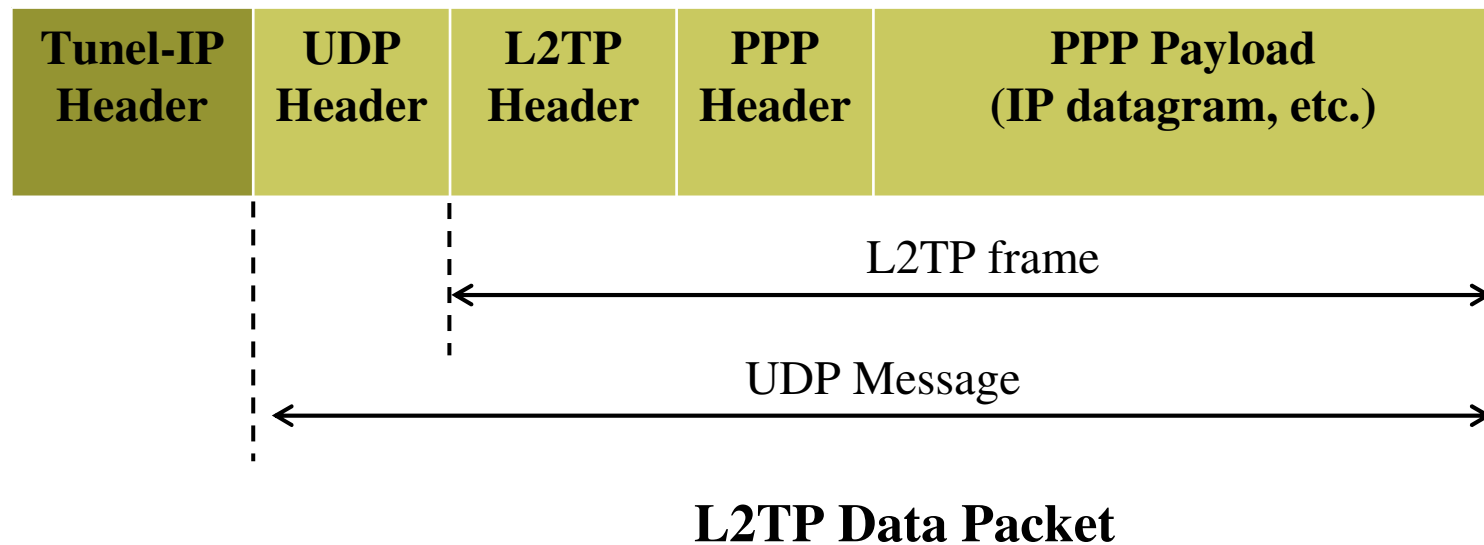 Tunel-IP
Header
UDP
Header
L2TP
Header
PPP
Header
PPP Payload
(IP datagram, etc.)
L2TP frame
UDP Message
L2TP Data Packet